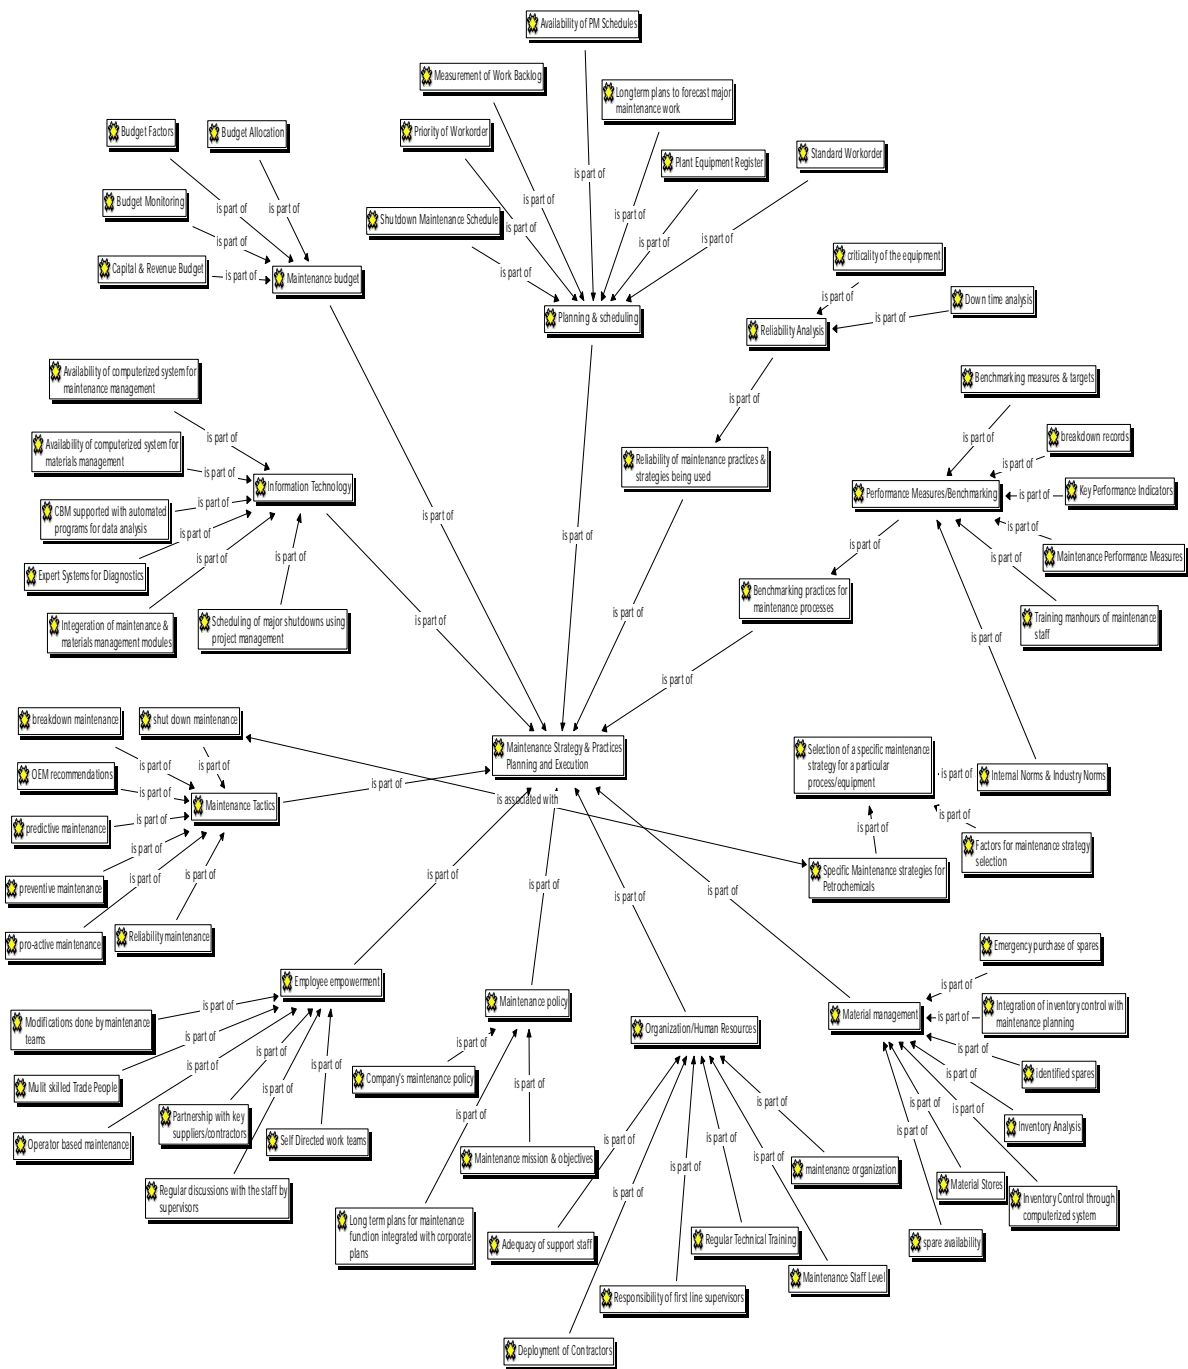 Availability of PM Schedules
Measurement of Work Backlog
Longterm plans to forecast major
maintenance work
Budget Factors
Budget Allocation
Priority of Workorder
Plant Equipment Register
Standard Workorder
is part of
Budget Monitoring
is part of
is part of
is part of
Shutdown Maintenance Schedule
is part of
is part of
is part of
is part of
is part of
criticality of the equipment
Capital & Revenue Budget
is part of
Maintenance budget
is part of
is part of
Down time analysis
Planning & scheduling
Reliability Analysis
is part of
Availability of computerized system for
maintenance management
Benchmarking measures & targets
is part of
is part of
Availability of computerized system for
materials management
is part of
breakdown records
is part of
Information Technology
Reliability of maintenance practices &
strategies being used
is part of
Performance Measures/Benchmarking
is part of
Key Performance Indicators
CBM supported with automated
programs for data analysis
is part of
is part of
is part of
is part of
is part of
is part of
is part of
is part of
Maintenance Performance Measures
is part of
Expert Systems for Diagnostics
Benchmarking practices for
maintenance processes
Integeration of maintenance &
materials management modules
Scheduling of major shutdowns using
project management
is part of
is part of
Training manhours of maintenance
staff
is part of
is part of
breakdown maintenance
shut down maintenance
Maintenance Strategy & Practices
Planning and Execution
Selection of a specific maintenance
strategy for a particular
process/equipment
is part of
Internal Norms & Industry Norms
OEM recommendations
is part of
is part of
is part of
is part of
Maintenance Tactics
is associated with
is part of
predictive maintenance
is part of
is part of
Factors for maintenance strategy
selection
is part of
Specific Maintenance strategies for
Petrochemicals
preventive maintenance
is part of
is part of
is part of
is part of
is part of
is part of
pro-active maintenance
Reliability maintenance
Emergency purchase of spares
Employee empowerment
is part of
Maintenance policy
is part of
Integration of inventory control with
maintenance planning
Modifications done by maintenance
teams
is part of
Organization/Human Resources
Material management
is part of
is part of
is part of
is part of
is part of
is part of
Mulit skilled Trade People
Company's maintenance policy
is part of
is part of
identified spares
is part of
is part of
is part of
is part of
Partnership with key
suppliers/contractors
is part of
Inventory Analysis
Operator based maintenance
Self Directed work teams
is part of
is part of
is part of
Maintenance mission & objectives
is part of
is part of
maintenance organization
Regular discussions with the staff by
supervisors
is part of
Material Stores
Inventory Control through
computerized system
Long term plans for maintenance
function integrated with corporate
plans
Adequacy of support staff
Regular Technical Training
spare availability
Maintenance Staff Level
Responsibility of first line supervisors
Deployment of Contractors